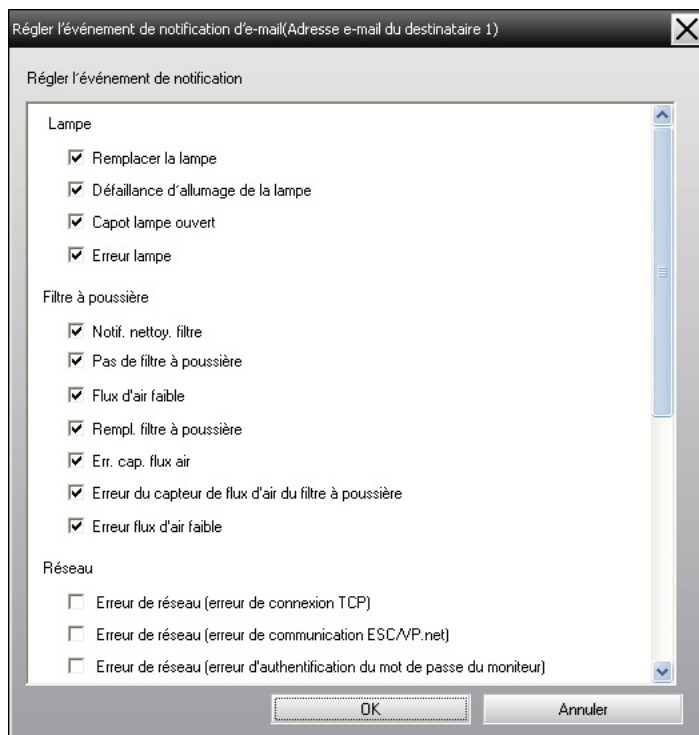 Régler l'événement de notification d'e-mail(Adresse e-mail du destinataire 1)
Régler l'événement de notification
Lampe
Remplacer la lampe
Défaillance d'allumage de la lampe
Capot lampe ouvert
Erreur lampe
Filtre à poussière
Notif. nettoy. filtre
Pas de filtre à poussière
Flux d'air faible
Rempl. filtre à poussière
Err. cap. flux air
Erreur du capteur de flux d'air du filtre à poussière
Erreur flux d'air faible
Réseau
Erreur de réseau (erreur de connexion TCP)
Erreur de réseau (erreur de communication ESC/VP.net)
Erreur de réseau (erreur d'authentification du mot de passe du moniteur)
OK
Annuler